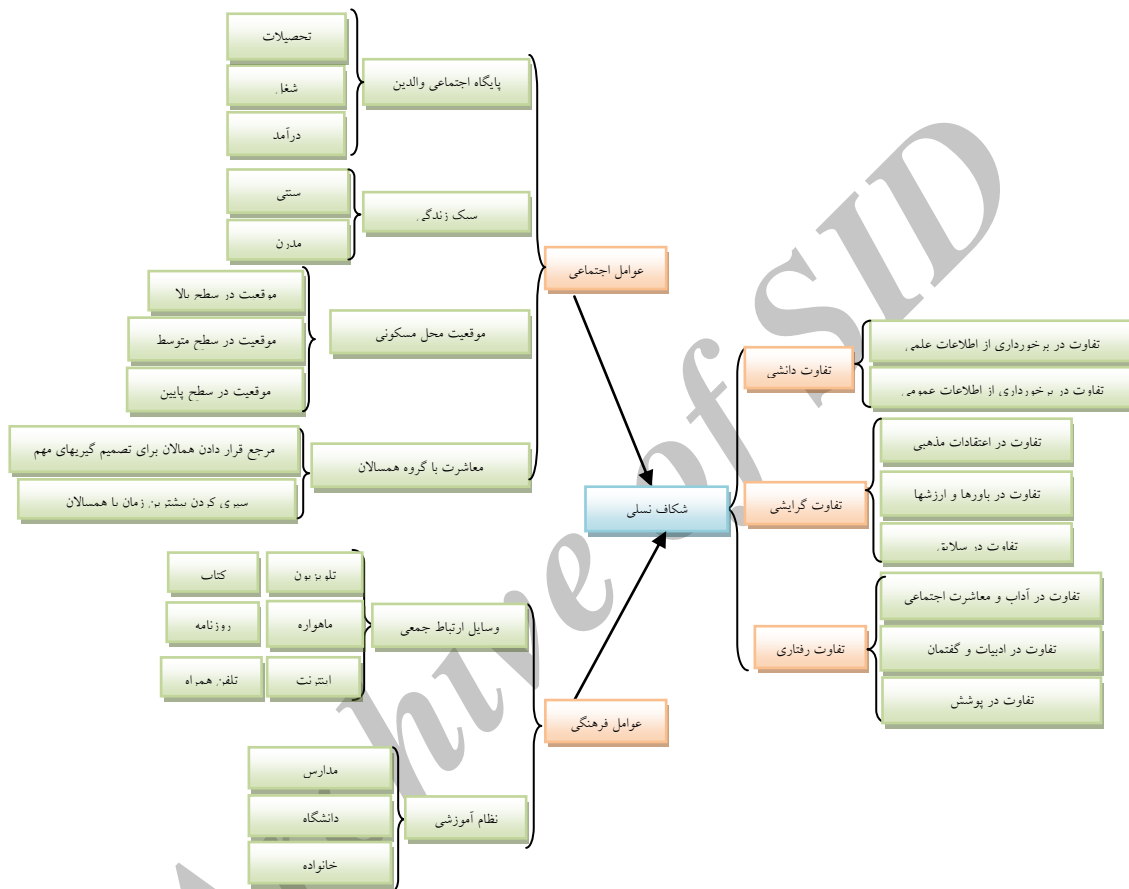 تحصیلات
شغل
درآمد
پایگاه اجتماعی والدین
سنتی
مدرن
سبک زندگی
موقعیت در سطح بالا
موقعیت در سطح متوسط
موقعیت در سطح پایین
موقعیت محل مسکونی
مرجع قرار دادن همالان برای تصمیم گیریهای مهم
سپری کردن بیشترین زمان با همسالان
معاشرت با گروه همسالان
عوامل اجتماعی
تفاوت در برخورداری از اطلاعات علمی
تفاوت در برخورداری از اطلاعات عمومی
تفاوت دانشی
تفاوت در اعتقادات مذهبی
تفاوت در باورها و ارزشها
تفاوت در سلایق
تفاوت گرایشی
تفاوت در آداب و معاشرت اجتماعی
تفاوت در ادبیات و گفتمان
تفاوت در پوشش
تفاوت رفتاری
شکاف نسلی
تلویزیون
کتاب
ماهواره
روزنامه
اینترنت
تلفن همراه
وسایل ارتباط جمعی
عوامل فرهنگی
مدارس
دانشگاه
خانواده
نظام آموزشی
hive of SID